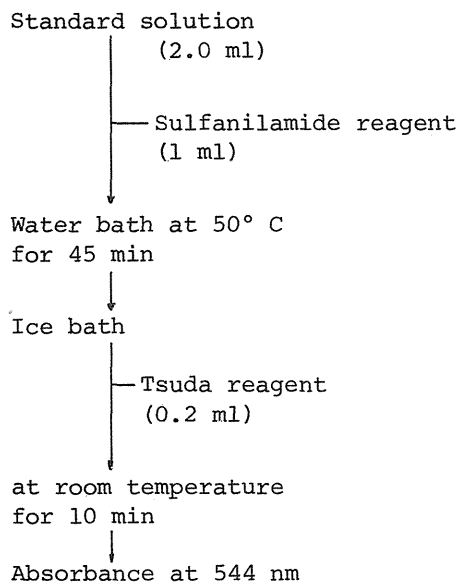 Standard solution
(2.0 ml)
Sulfanilamide reagent
(1 ml)
Water bath at 50° C
for 45 min
Ice bath
Tsuda reagent
(0.2 ml)
at room temperature
for 10 min
Absorbance at 544 nm